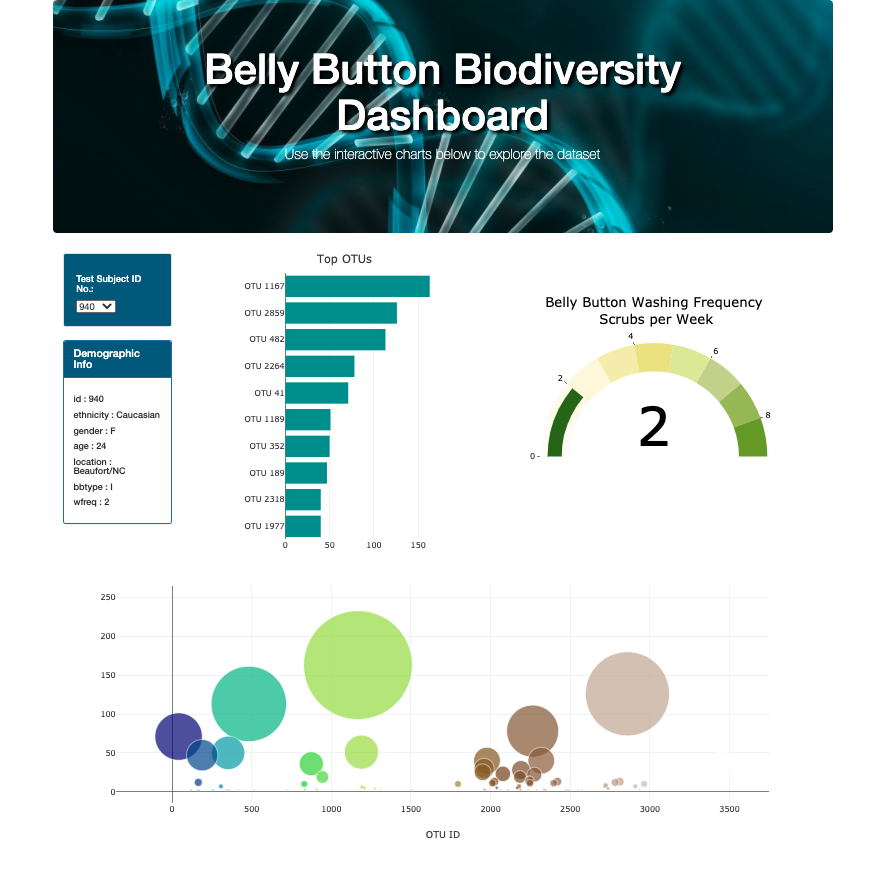 Belly Button Biodiversity
Dashboard
Use the interactive charts below to explore the dataset
Test Subject ID
No.:
940
Demographic
Info
id : 940
ethnicity : Caucasian
gender : F
age : 24
location :
Beaufort/NC
bbtype : I
wfreq : 2
Top OTUs
OTU 1167
OTU 2859
OTU 482
OTU 2264
OTU 41
OTU 1189
OTU 352
OTU 189
OTU 2318
OTU 1977
0 50 100 150
Belly Button Washing Frequency
Scrubs per Week
0
2
4
6
8
2
250
200
150
100
50
0
0 500 1000 1500 2000 2500 3000 3500
OTU ID